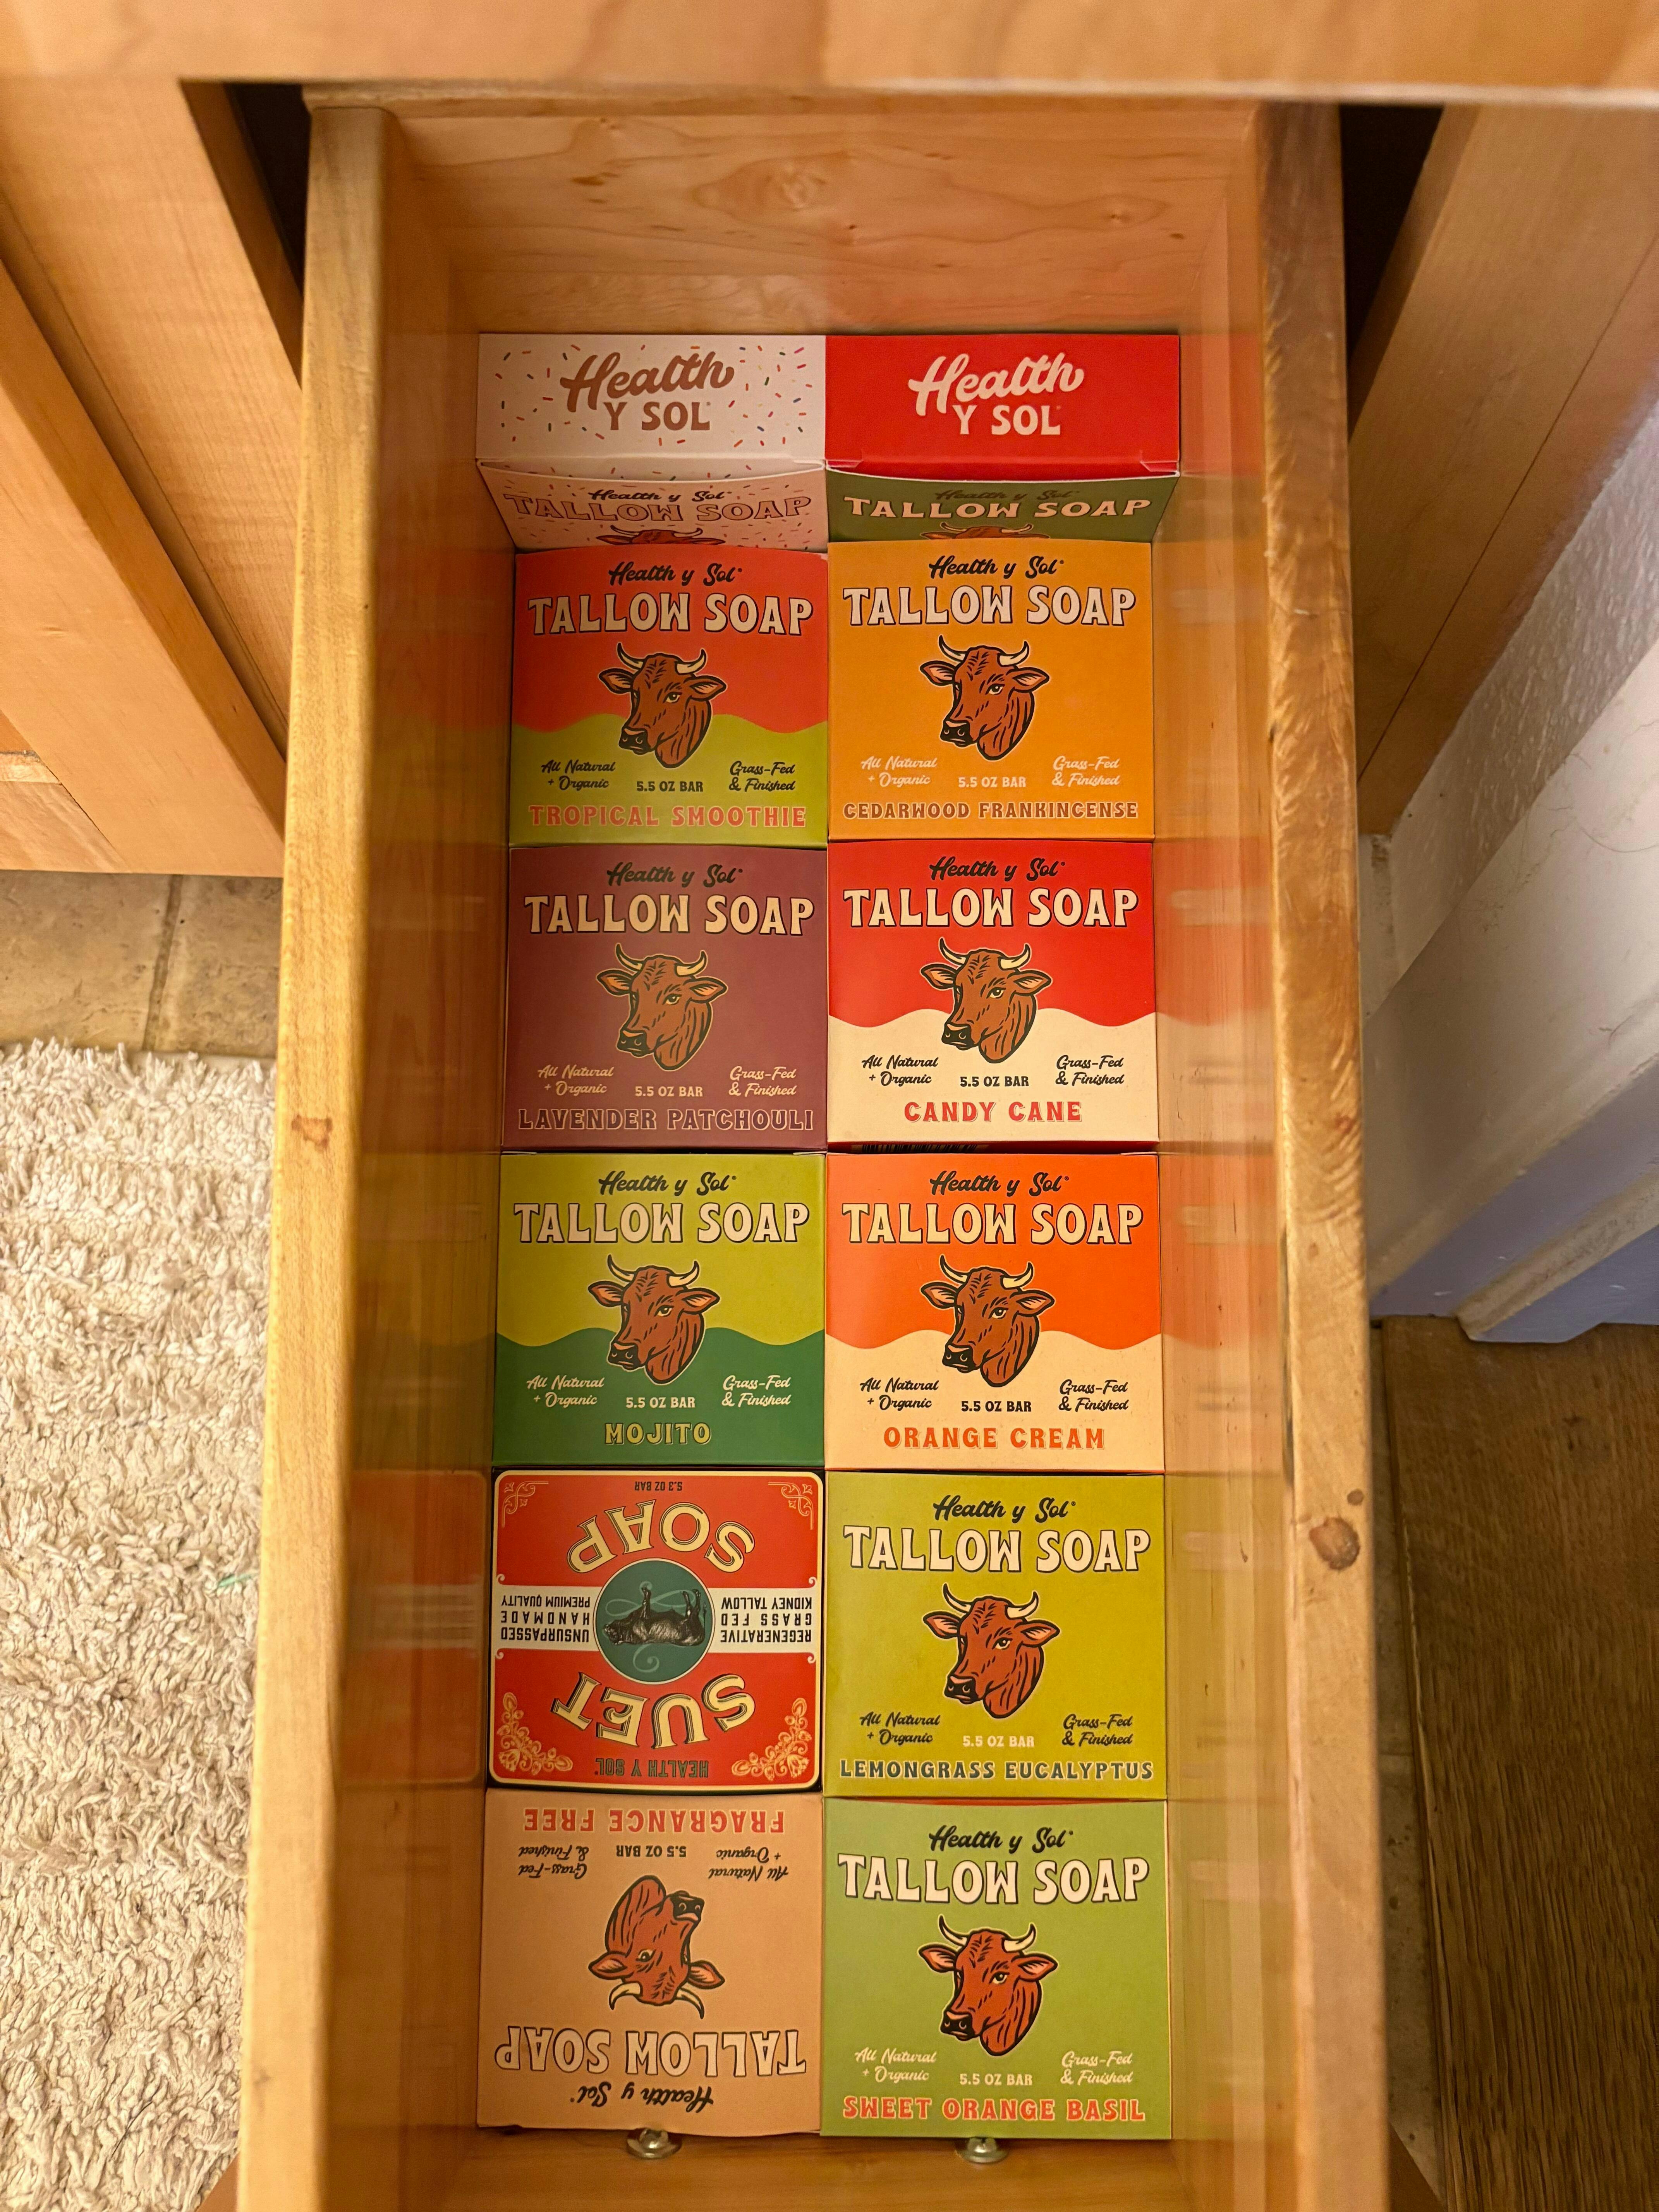 Health
Y SOL
Health y Sol
TALLOW SOAP
Health
Y SOL
Health y Sol
TALLOW SOAP
Health y Sol
TALLOW SOAP
All Natural
+ Organic
5.5 OZ BAR
Grass-Fed
& Finished
TROPICAL SMOOTHIE
Health y Sol
TALLOW SOAP
All Natural
+ Organic
5.5 OZ BAR
Grass-Fed
& Finished
CEDARWOOD FRANKINCENSE
Health y Sol
TALLOW SOAP
All Natural
+ Organic
5.5 OZ BAR
Grass-Fed
& Finished
LAVENDER PATCHOULI
Health y Sol
TALLOW SOAP
All Natural
+ Organic
5.5 OZ BAR
Grass-Fed
& Finished
CANDY CANE
Health y Sol
TALLOW SOAP
All Natural
+ Organic
5.5 OZ BAR
Grass-Fed
& Finished
MOJITO
Health y Sol
TALLOW SOAP
All Natural
+ Organic
5.5 OZ BAR
Grass-Fed
& Finished
ORANGE CREAM
HEALTH Y SOL
SUET
REGENERATIVE
GRASS FED
KIDNEY TALLOW
UNSURPASSED
HANDMADE
PREMIUM QUALITY
SOAP
5.3 OZ BAR
Health y Sol
TALLOW SOAP
All Natural
+ Organic
5.5 OZ BAR
Grass-Fed
& Finished
LEMONGRASS EUCALYPTUS
Health y Sol
TALLOW SOAP
All Natural
+ Organic
5.5 OZ BAR
Grass-Fed
& Finished
FRAGRANCE FREE
Health y Sol
TALLOW SOAP
All Natural
+ Organic
5.5 OZ BAR
Grass-Fed
& Finished
SWEET ORANGE BASIL